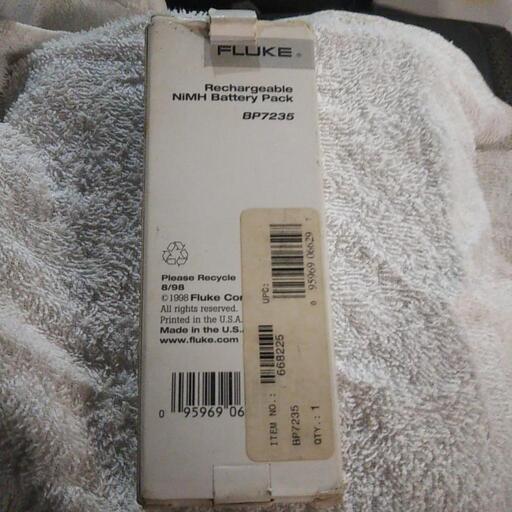 FLUKE®
Rechargeable
NiMH Battery Pack
BP7235
Please Recycle
8/98
©1998 Fluke Cor
All rights reserved.
Printed in the U.S.A.
Made in the U.S.A
www.fluke.com
0 95969 06
UPC:
0 95969 06629 7
ITEM NO.:
668225
BP7235
QTY.: 1